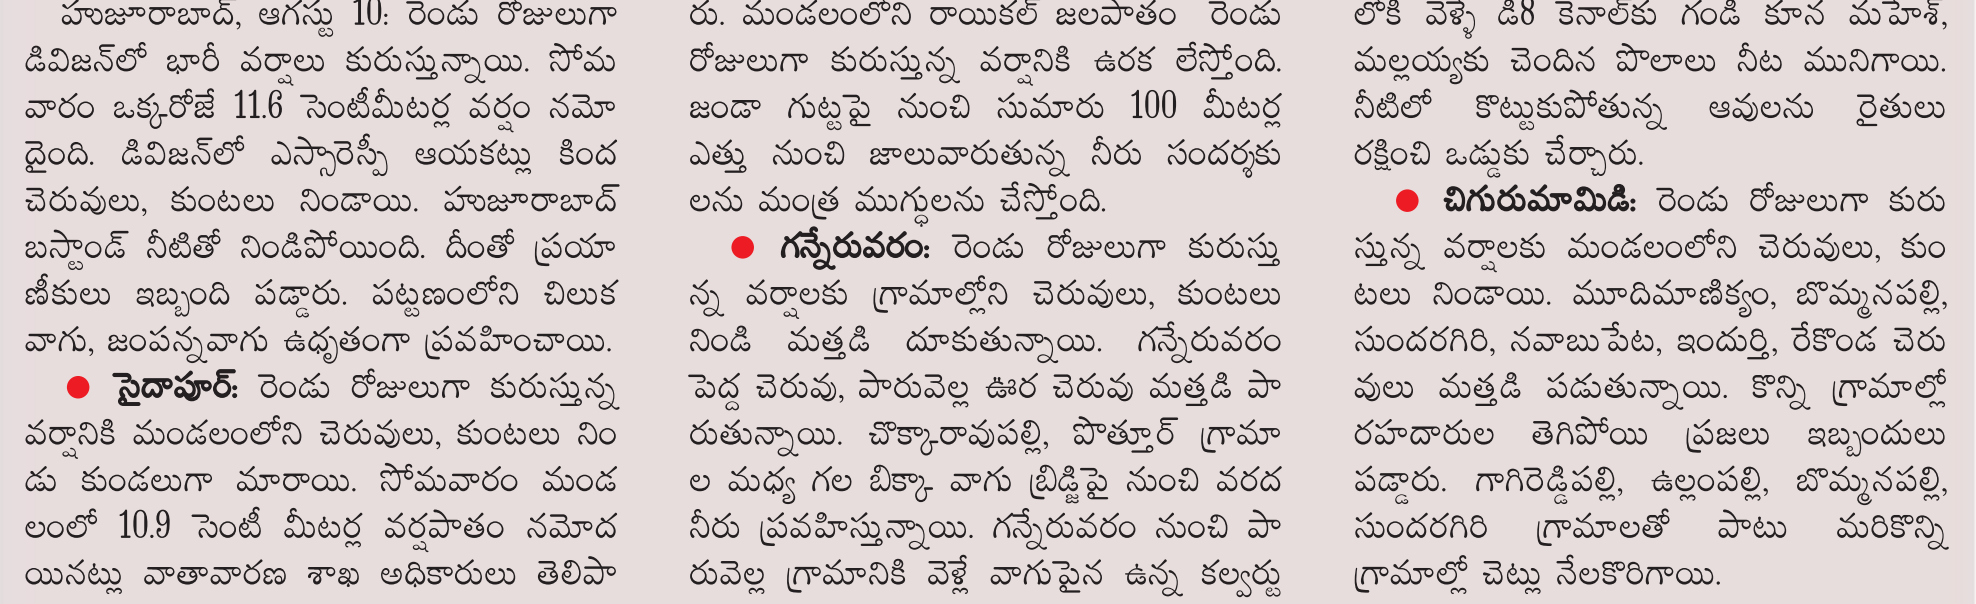 హుజూరాబాద్, ఆగస్టు 10: రెండు రోజులుగా
డివిజన్‌లో భారీ వర్షాలు కురుస్తున్నాయి. సోమ
వారం ఒక్కరోజే 11.6 సెంటీమీటర్ల వర్షం నమో
దైంది. డివిజన్‌లో ఎస్సారెస్పీ ఆయకట్లు కింద
చెరువులు, కుంటలు నిండాయి. హుజూరాబాద్
బస్టాండ్ నీటితో నిండిపోయింది. దీంతో ప్రయా
ణీకులు ఇబ్బంది పడ్డారు. పట్టణంలోని చిలుక
వాగు, జంపన్నవాగు ఉధృతంగా ప్రవహించాయి.
● సైదాపూర్: రెండు రోజులుగా కురుస్తున్న
వర్షానికి మండలంలోని చెరువులు, కుంటలు నిం
డు కుండలుగా మారాయి. సోమవారం మండ
లంలో 10.9 సెంటీ మీటర్ల వర్షపాతం నమోద
యినట్లు వాతావారణ శాఖ అధికారులు తెలిపా
రు. మండలంలోని రాయికల్ జలపాతం రెండు
రోజులుగా కురుస్తున్న వర్షానికి ఉరక లేస్తోంది.
జండా గుట్టపై నుంచి సుమారు 100 మీటర్ల
ఎత్తు నుంచి జాలువారుతున్న నీరు సందర్శకు
లను మంత్ర ముగ్ధులను చేస్తోంది.
● గన్నేరువరం: రెండు రోజులుగా కురుస్తు
న్న వర్షాలకు గ్రామాల్లోని చెరువులు, కుంటలు
నిండి మత్తడి దూకుతున్నాయి. గన్నేరువరం
పెద్ద చెరువు, పారువెల్ల ఊర చెరువు మత్తడి పా
రుతున్నాయి. చొక్కారావుపల్లి, పొత్తూర్ గ్రామా
ల మధ్య గల బిక్కా వాగు బ్రిడ్జిపై నుంచి వరద
నీరు ప్రవహిస్తున్నాయి. గన్నేరువరం నుంచి పా
రువెల్ల గ్రామానికి వెళ్లే వాగుపైన ఉన్న కల్వర్టు
లోకి వెళ్ళే డి8 కెనాల్‌కు గండి కూన మహేశ్,
మల్లయ్యకు చెందిన పొలాలు నీట మునిగాయి.
నీటిలో కొట్టుకుపోతున్న ఆవులను రైతులు
రక్షించి ఒడ్డుకు చేర్చారు.
● చిగురుమామిడి: రెండు రోజులుగా కురు
స్తున్న వర్షాలకు మండలంలోని చెరువులు, కుం
టలు నిండాయి. మూదిమాణిక్యం, బొమ్మనపల్లి,
సుందరగిరి, నవాబుపేట, ఇందుర్తి, రేకొండ చెరు
వులు మత్తడి పడుతున్నాయి. కొన్ని గ్రామాల్లో
రహదారుల తెగిపోయి ప్రజలు ఇబ్బందులు
పడ్డారు. గాగిరెడ్డిపల్లి, ఉల్లంపల్లి, బొమ్మనపల్లి,
సుందరగిరి గ్రామాలతో పాటు మరికొన్ని
గ్రామాల్లో చెట్లు నేలకొరిగాయి.